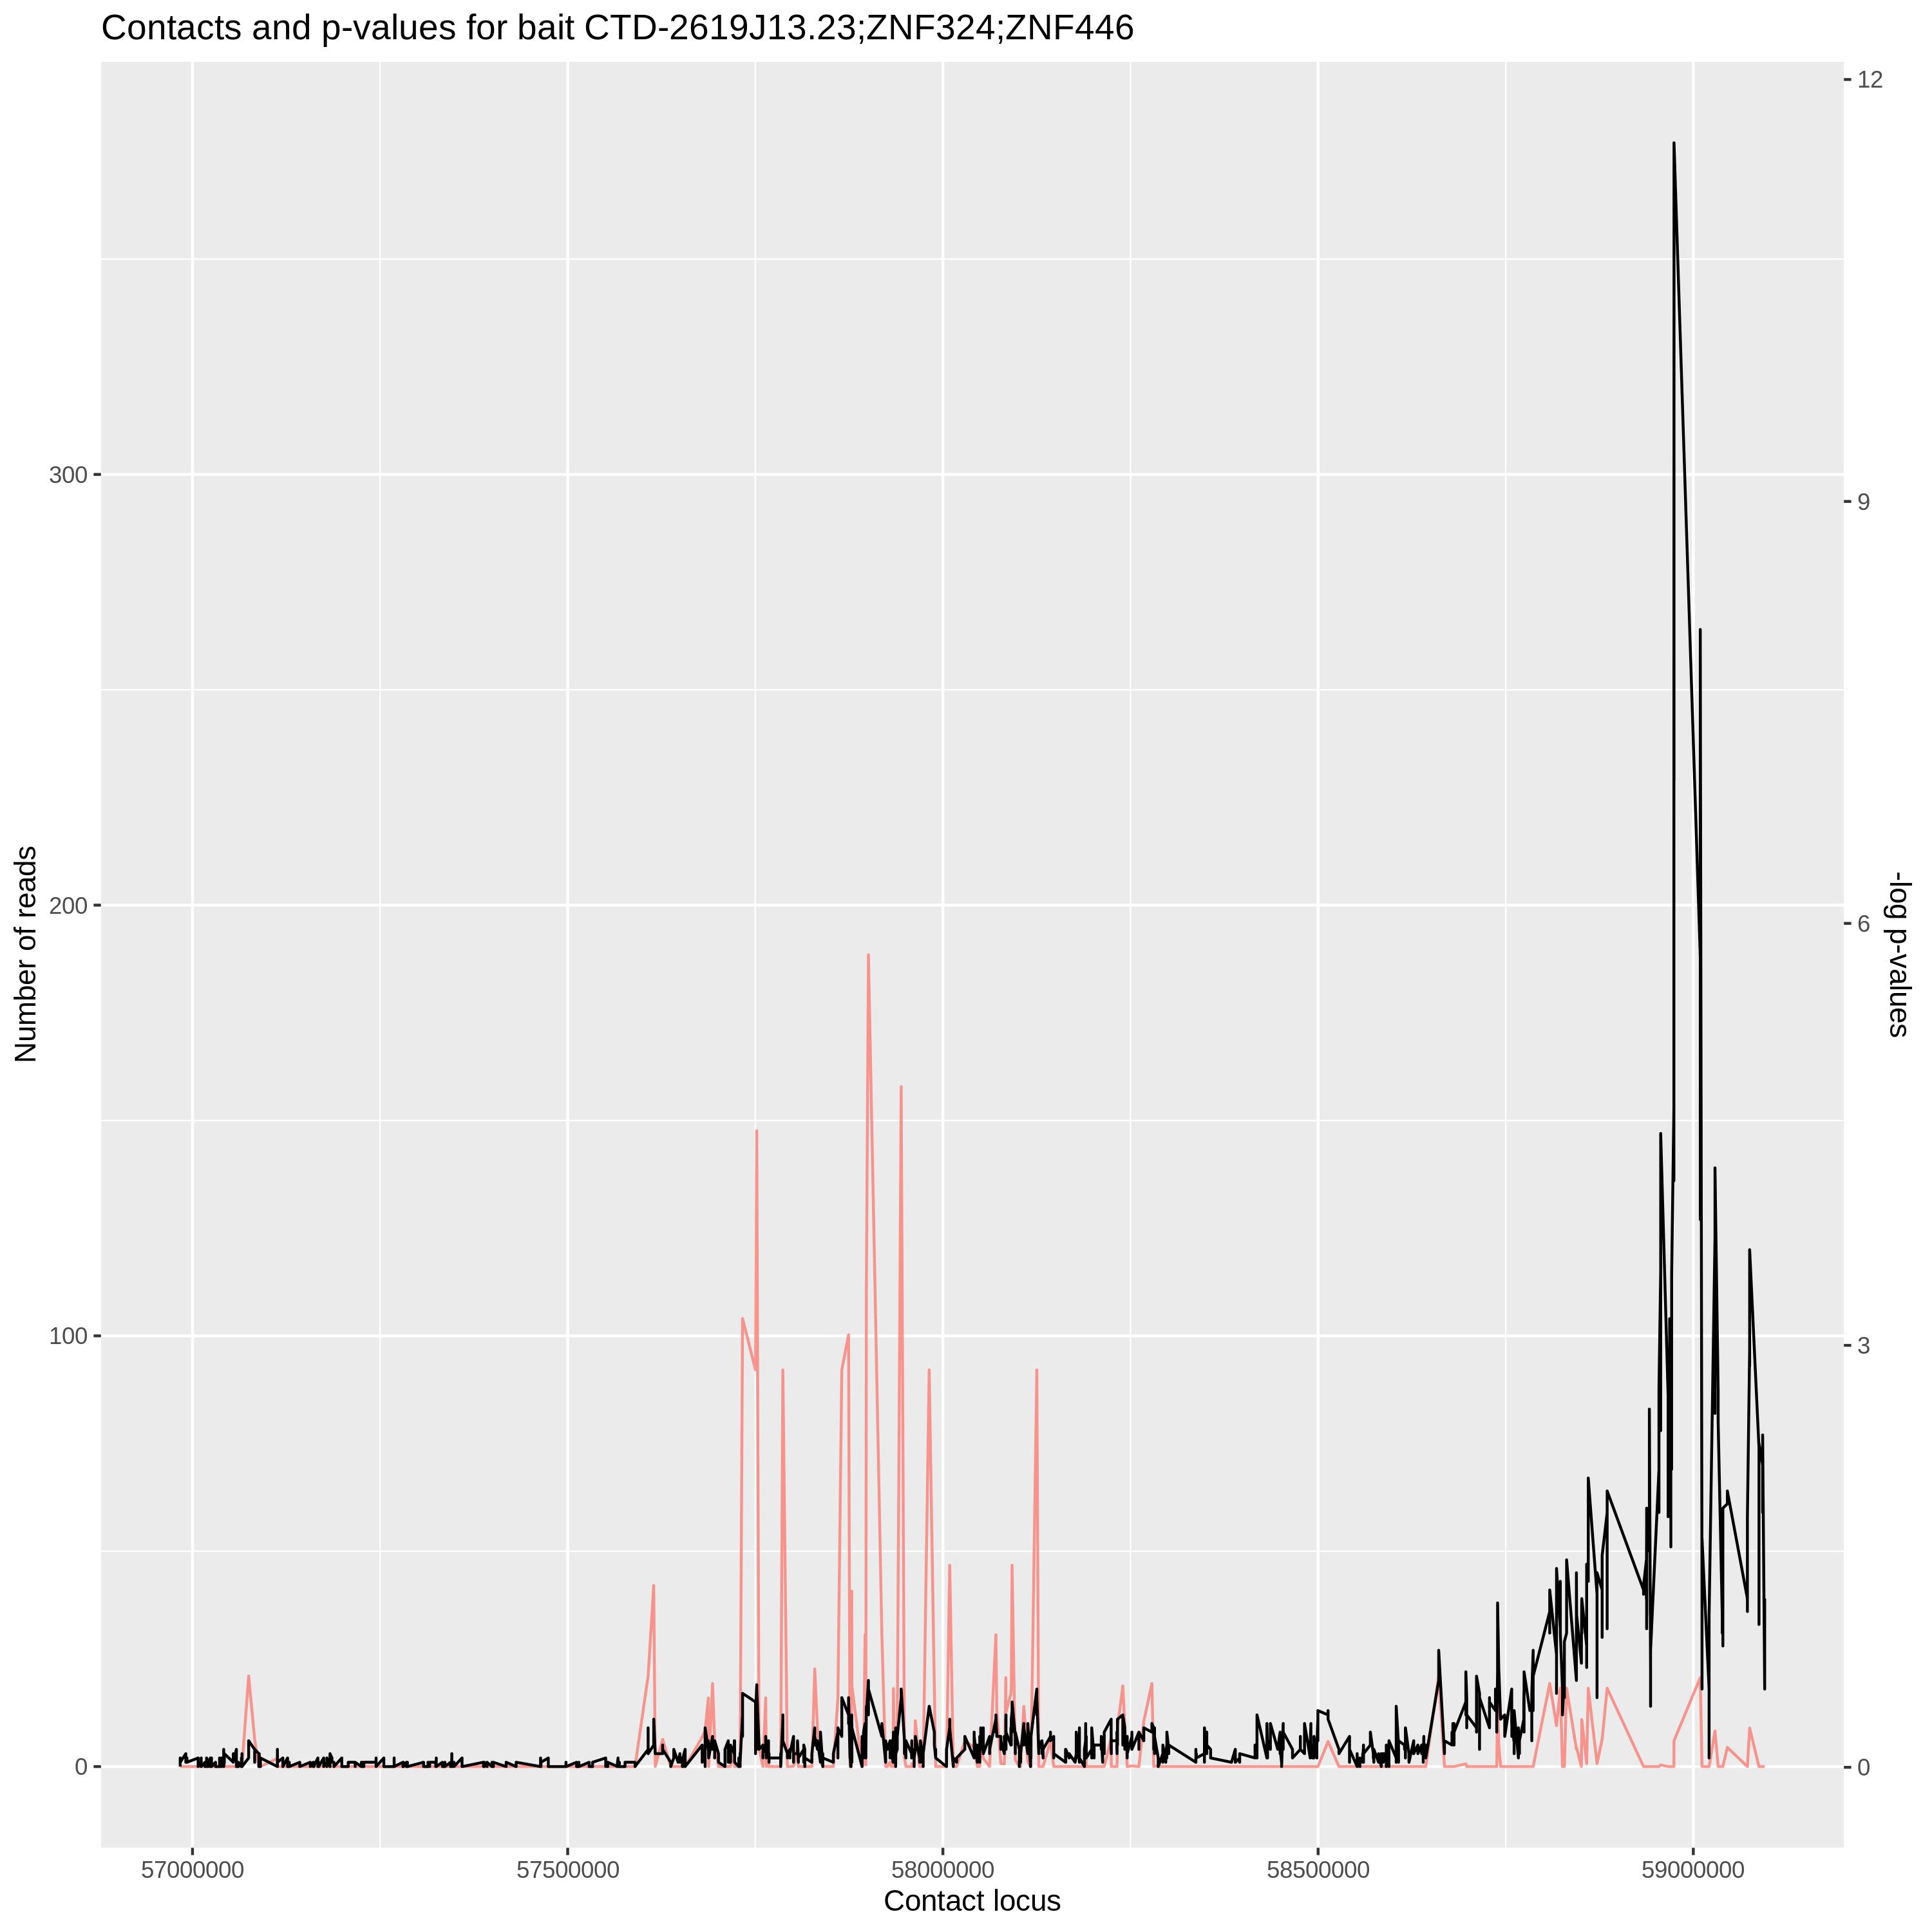 Contacts and p-values for bait CTD-2619J13.23;ZNF324;ZNF446
12
9
6
3
0
300
200
100
0
Number of reads
-log p-values
57000000 57500000 58000000 58500000 59000000
Contact locus